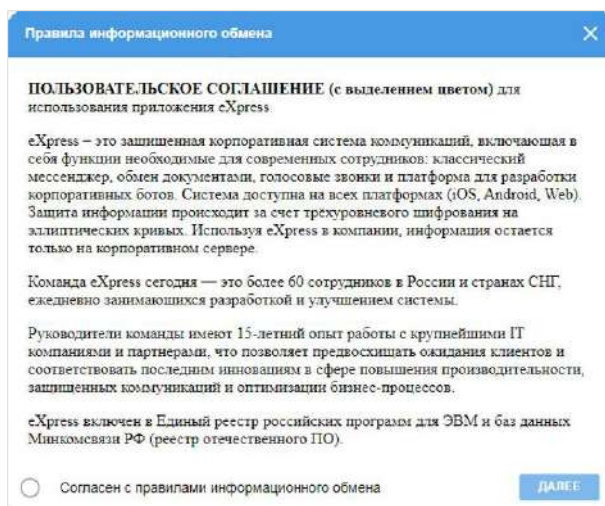 Правила информационного обмена
ПОЛЬЗОВАТЕЛЬСКОЕ СОГЛАШЕНИЕ (с выделением цветом) для
использования приложения eXpress
eXpress – это защищенная корпоративная система коммуникаций, включающая в
себя функции необходимые для современных сотрудников: классический
мессенджер, обмен документами, голосовые звонки и платформа для разработки
корпоративных ботов. Система доступна на всех платформах (iOS, Android, Web).
Защита информации происходит за счет трёхуровневого шифрования на
эллиптических кривых. Используя eXpress в компании, информация остается
только на корпоративном сервере.
Команда eXpress сегодня — это более 60 сотрудников в России и странах СНГ,
ежедневно занимающихся разработкой и улучшением системы.
Руководители команды имеют 15-летний опыт работы с крупнейшими IT
компаниями и партнерами, что позволяет предвосхищать ожидания клиентов и
соответствовать последним инновациям в сфере повышения производительности,
защищенных коммуникаций и оптимизации бизнес-процессов.
eXpress включен в Единый реестр российских программ для ЭВМ и баз данных
Минкомсвязи РФ (реестр отечественного ПО).
Согласен с правилами информационного обмена
ДАЛЕЕ